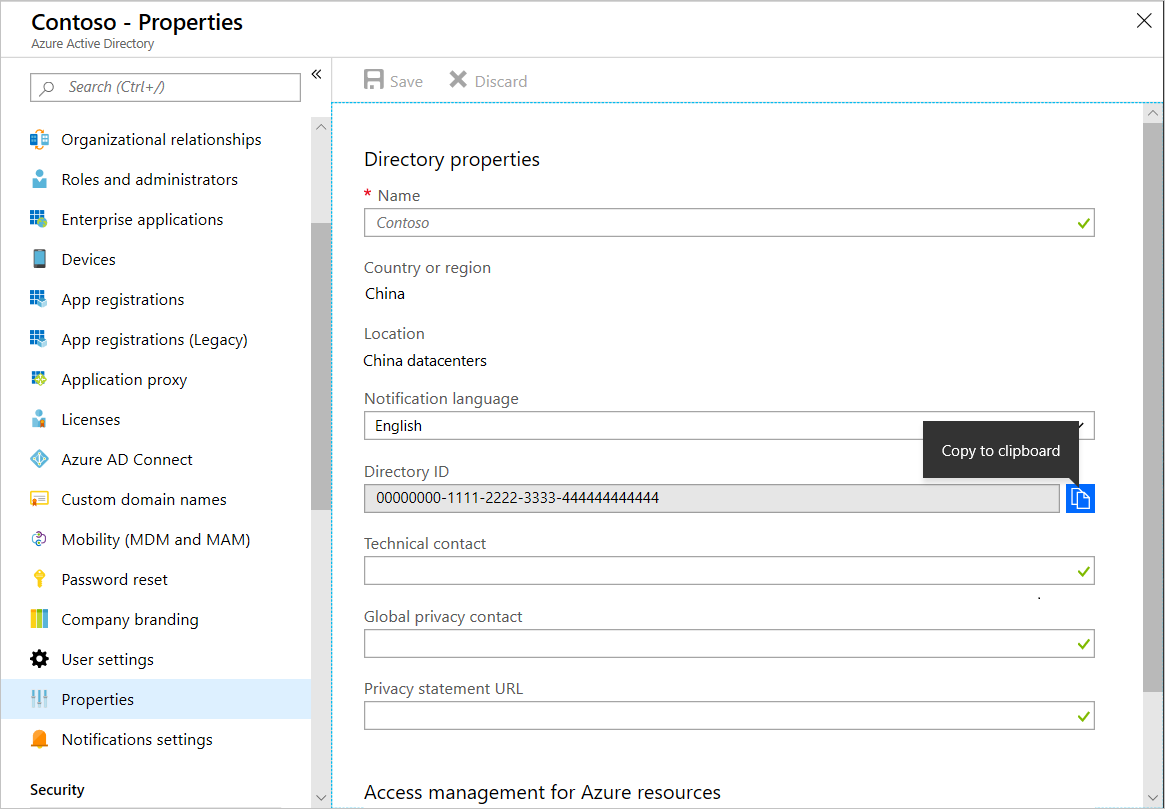 Contoso - Properties
Azure Active Directory
Search (Ctrl+/)
«
Organizational relationships
Roles and administrators
Enterprise applications
Devices
App registrations
App registrations (Legacy)
Application proxy
Licenses
Azure AD Connect
Custom domain names
Mobility (MDM and MAM)
Password reset
Company branding
User settings
Properties
Notifications settings
Security
Save Discard
Directory properties
* Name
Contoso
Country or region
China
Location
China datacenters
Notification language
English
Copy to clipboard
Directory ID
00000000-1111-2222-3333-444444444444
Technical contact
Global privacy contact
Privacy statement URL
Access management for Azure resources